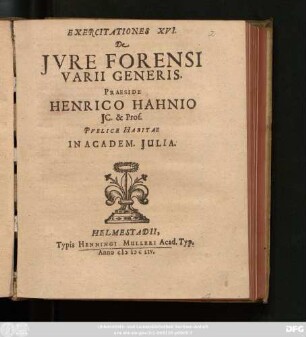 EXERCITATIONES XVI.
De
JVRE FORENSI
VARII GENERIS.
PRAESIDE
HENRICO HAHNIO
JC. & Prof.
PVBLICE HABITAE
IN ACADEM. JULIA.
HELMESTADII,
Typis HENNINGI MULLERI Acad. Typ.
Anno cIɔ Iɔc LIV.
DFG